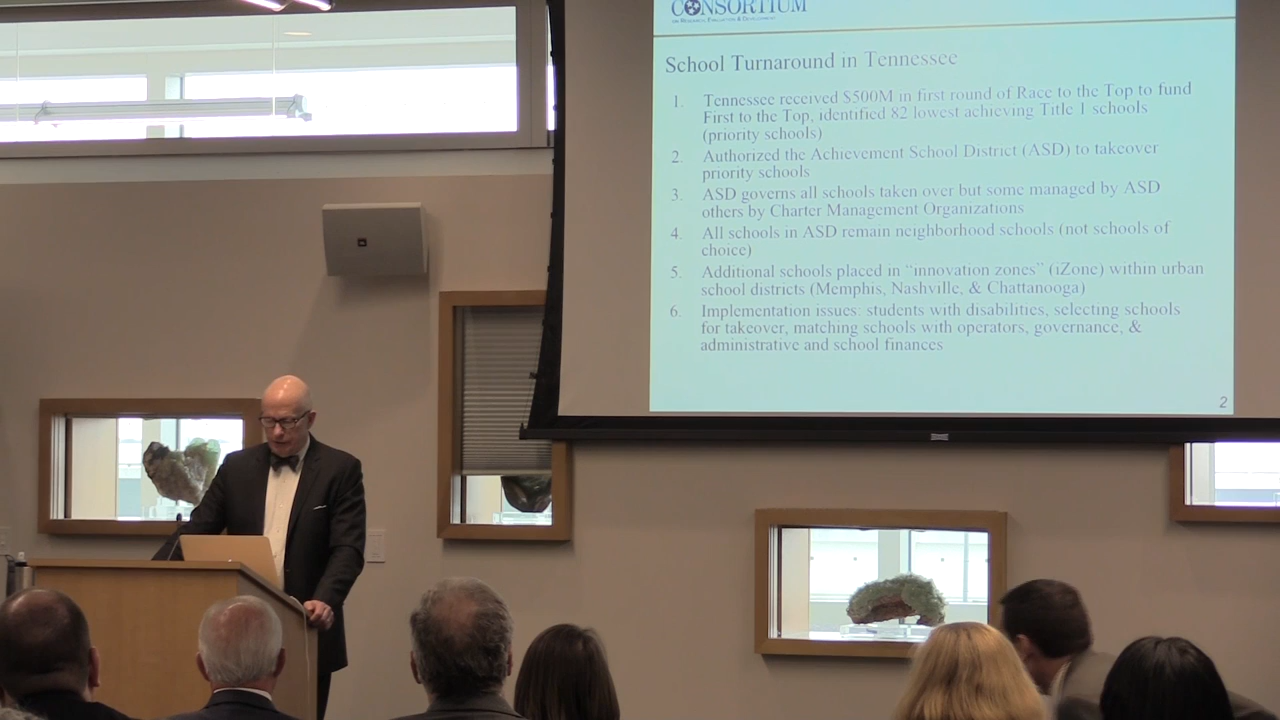 CONSORTIUM
ON RESEARCH, EVALUATION & DEVELOPMENT
School Turnaround in Tennessee
1. Tennessee received $500M in first round of Race to the Top to fund
First to the Top, identified 82 lowest achieving Title 1 schools
(priority schools)
2. Authorized the Achievement School District (ASD) to takeover
priority schools
3. ASD governs all schools taken over but some managed by ASD
others by Charter Management Organizations
4. All schools in ASD remain neighborhood schools (not schools of
choice)
5. Additional schools placed in “innovation zones” (iZone) within urban
school districts (Memphis, Nashville, & Chattanooga)
6. Implementation issues: students with disabilities, selecting schools
for takeover, matching schools with operators, governance, &
administrative and school finances
2